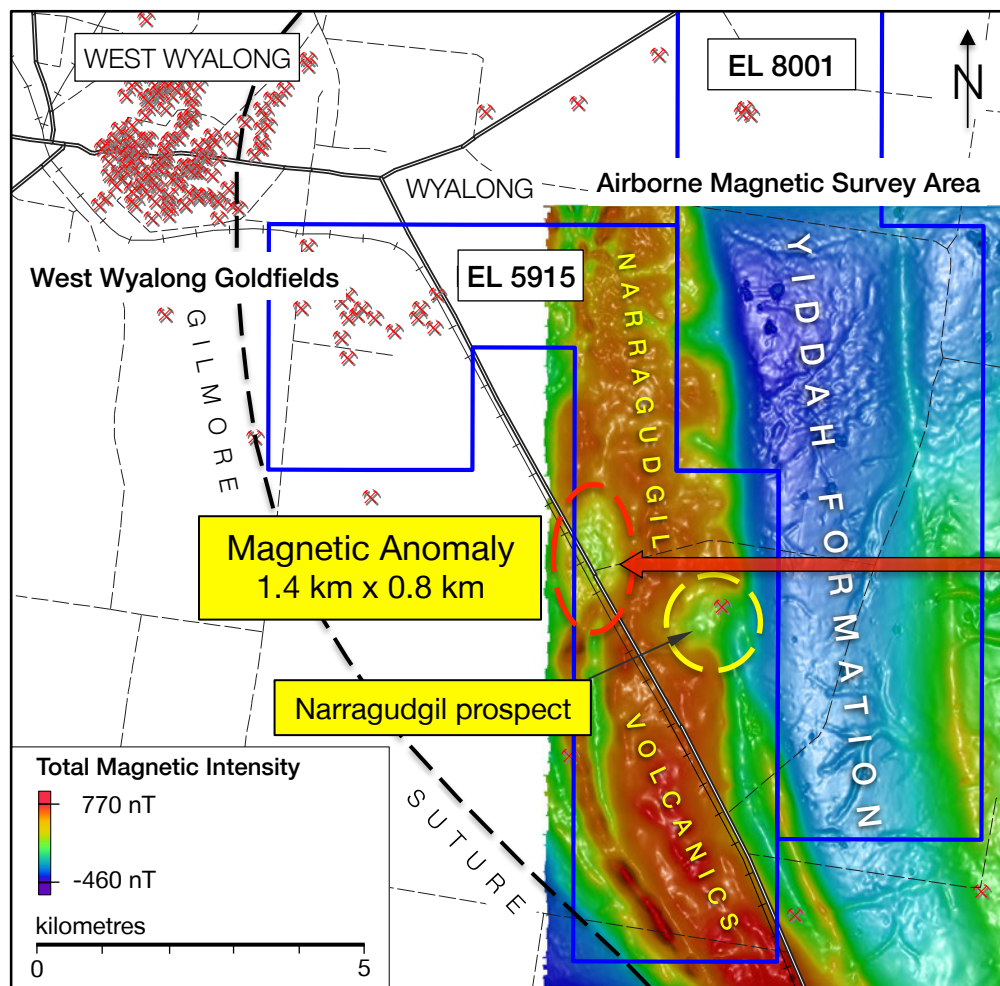 WEST WYALONG
EL 8001
N
WYALONG
Airborne Magnetic Survey Area
West Wyalong Goldfields
EL 5915
GILMORE
SUTURE
NARRAGUDGIL
VOLCANICS
YIDDAH FORMATION
Magnetic Anomaly
1.4 km x 0.8 km
Narragudgil prospect
Total Magnetic Intensity
770 nT
-460 nT
kilometres
0 5